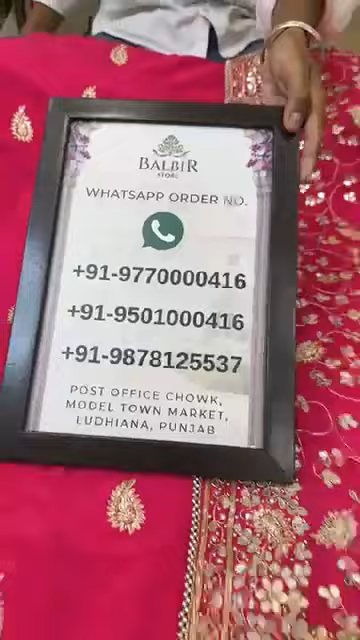 BALBIR
STORE
WHATSAPP ORDER NO.
+91-9770000416
+91-9501000416
+91-9878125537
POST OFFICE CHOWK,
MODEL TOWN MARKET,
LUDHIANA, PUNJAB